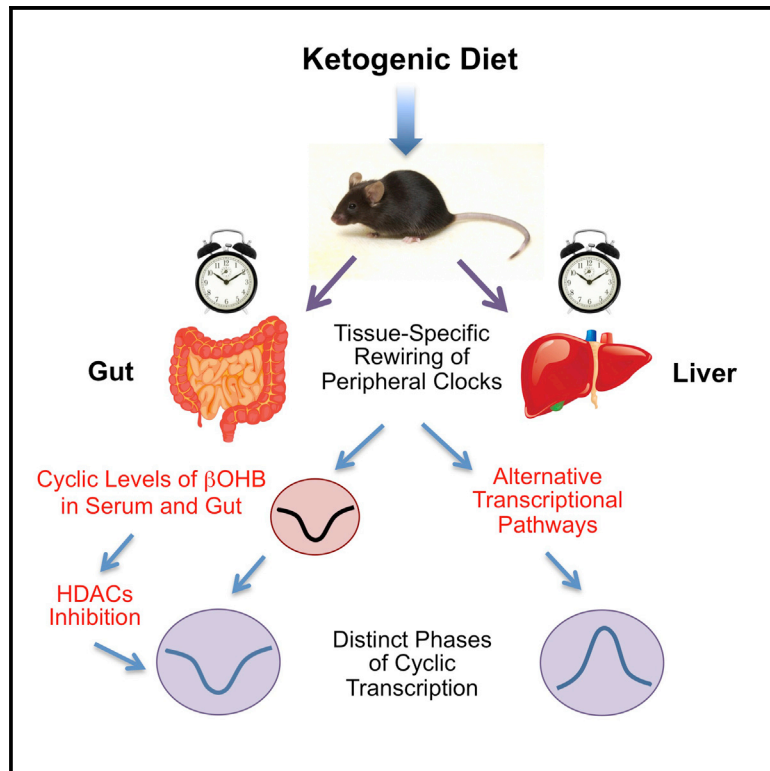 Ketogenic Diet
Tissue-Specific
Rewiring of
Peripheral Clocks
Gut
Liver
Cyclic Levels of βOHB
in Serum and Gut
Alternative
Transcriptional
Pathways
HDACs
Inhibition
Distinct Phases
of Cyclic
Transcription